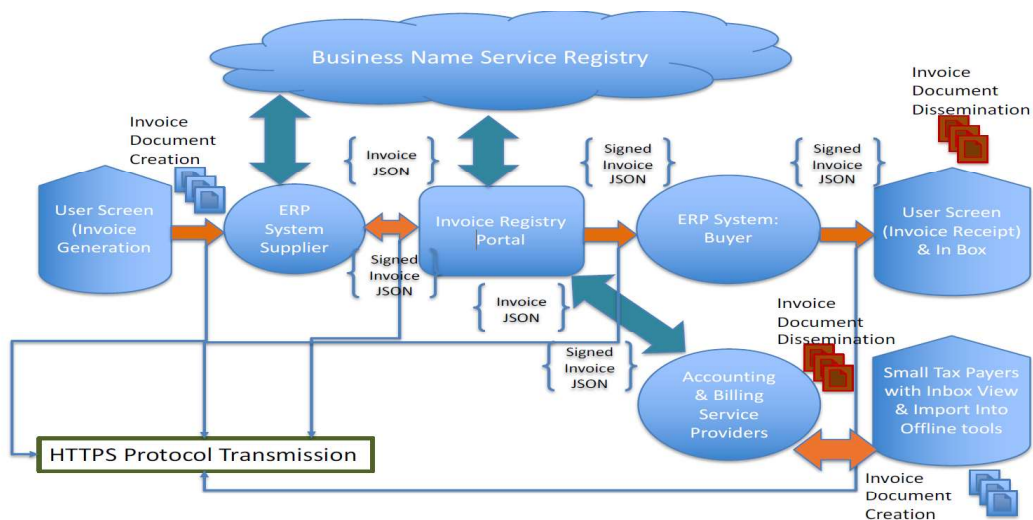 Business Name Service Registry
Invoice
Document
Dissemination
Invoice
Document
Creation
{ Invoice
JSON }
{ Signed
Invoice
JSON }
{ Signed
Invoice
JSON }
User Screen
(Invoice
Generation
ERP
System
Supplier
Invoice Registry
Portal
ERP System:
Buyer
User Screen
(Invoice Receipt)
& In Box
{ Signed
Invoice
JSON }
{ Invoice
JSON }
{ Signed
Invoice
JSON }
Invoice
Document
Dissemination
Accounting
& Billing
Service
Providers
Small Tax Payers
with Inbox View
& Import Into
Offline tools
HTTPS Protocol Transmission
Invoice
Document
Creation